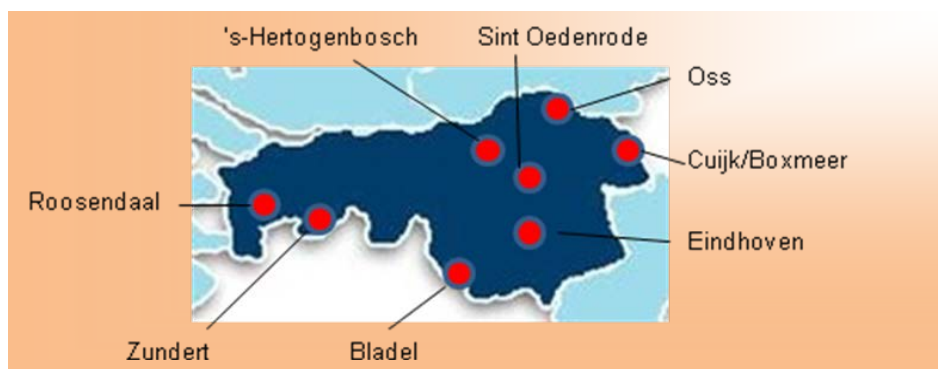 's-Hertogenbosch
Sint Oedenrode
Oss
Cuijk/Boxmeer
Roosendaal
Eindhoven
Zundert
Bladel